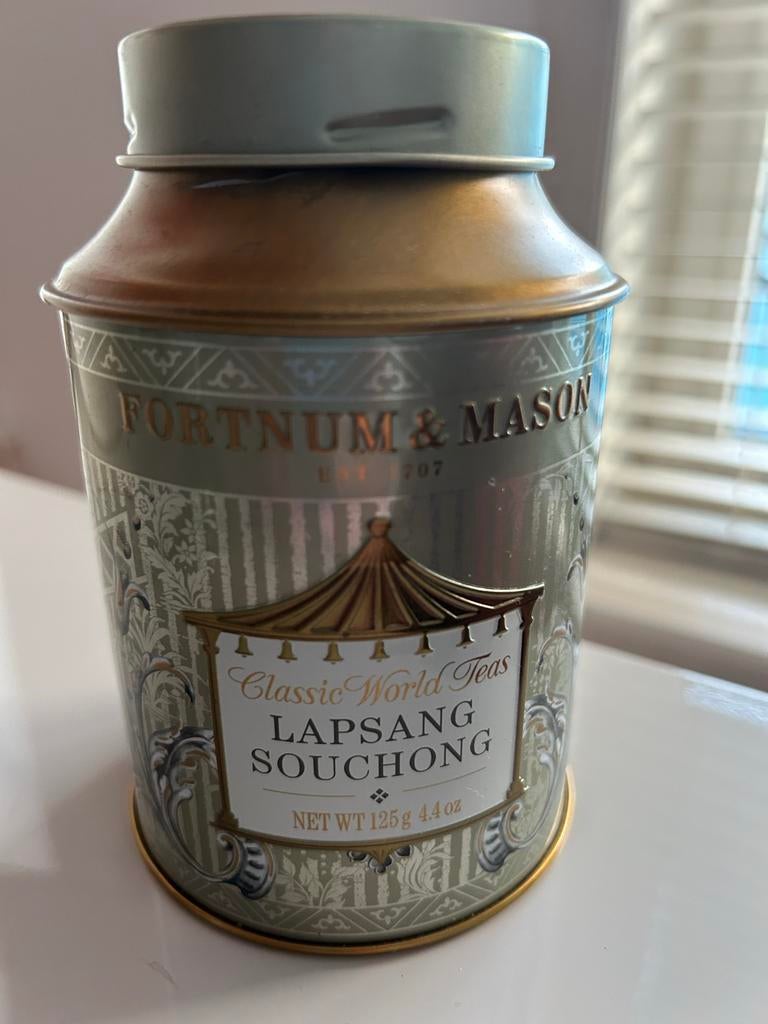 FORTNUM & MASON
EST 1707
Classic World Teas
LAPSANG
SOUCHONG
NET WT 125g 4.4 oz